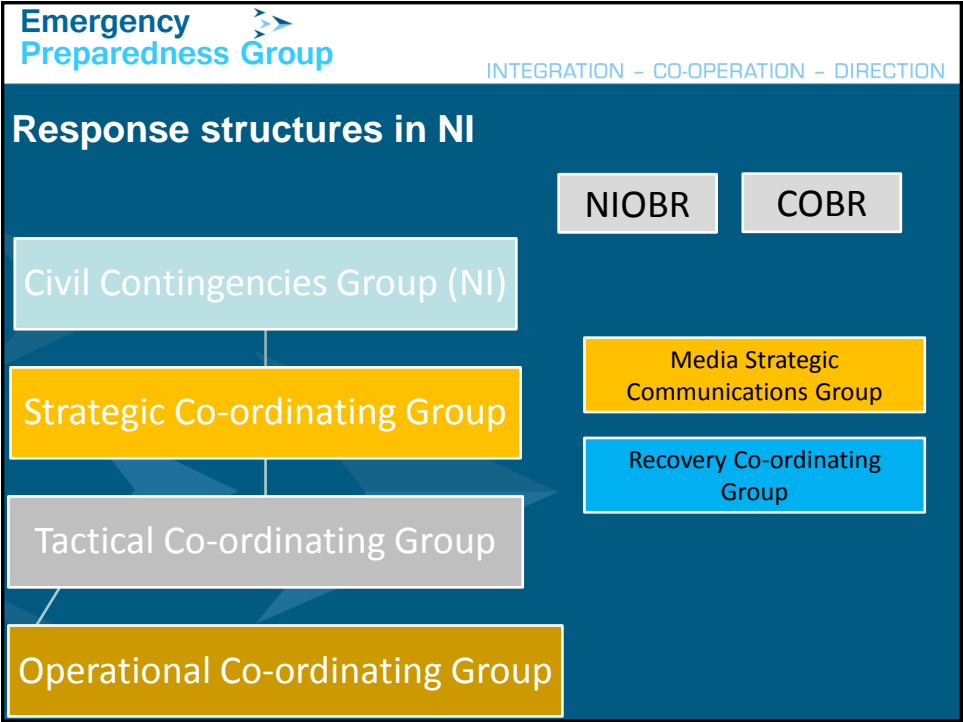 Emergency
Preparedness Group
INTEGRATION – CO-OPERATION – DIRECTION
Response structures in NI
NIOBR
COBR
Civil Contingencies Group (NI)
Strategic Co-ordinating Group
Media Strategic
Communications Group
Recovery Co-ordinating
Group
Tactical Co-ordinating Group
Operational Co-ordinating Group